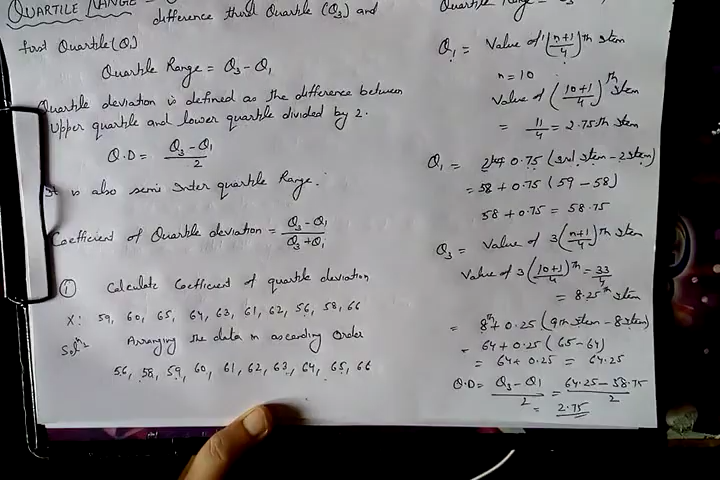 QUARTILE RANGE =
difference third Quartile (Q₃) and
first Quartile (Q₁)
Quartile Range = Q₃ - Q₁
Quartile deviation is defined as the difference between
Upper quartile and lower quartile divided by 2.
Q.D = (Q₃ - Q₁)/2
It is also semi Inter quartile Range.
Coefficient of Quartile deviation = (Q₃ - Q₁)/(Q₃ + Q₁)
① Calculate Coefficient of quartile deviation
X: 59, 60, 65, 64, 63, 61, 62, 56, 58, 66
Solⁿ Arranging the data in ascending Order
56, 58, 59, 60, 61, 62, 63, 64, 65, 66
Quartile Range =
Q₁ = Value of ((n+1)/4)th item
n = 10
Value of ((10+1)/4)th item
= 11/4 = 2.75th item
Q₁ = 2nd + 0.75 (3rd item - 2 item)
= 58 + 0.75 (59 - 58)
58 + 0.75 = 58.75
Q₃ = Value of 3((n+1)/4)th item
Value of 3((10+1)/4)th = 33/4
= 8.25th item
= 8th + 0.25 (9th item - 8 item)
= 64 + 0.25 (65 - 64)
= 64 + 0.25 = 64.25
Q.D = (Q₃ - Q₁)/2 = (64.25 - 58.75)/2
= 2.75